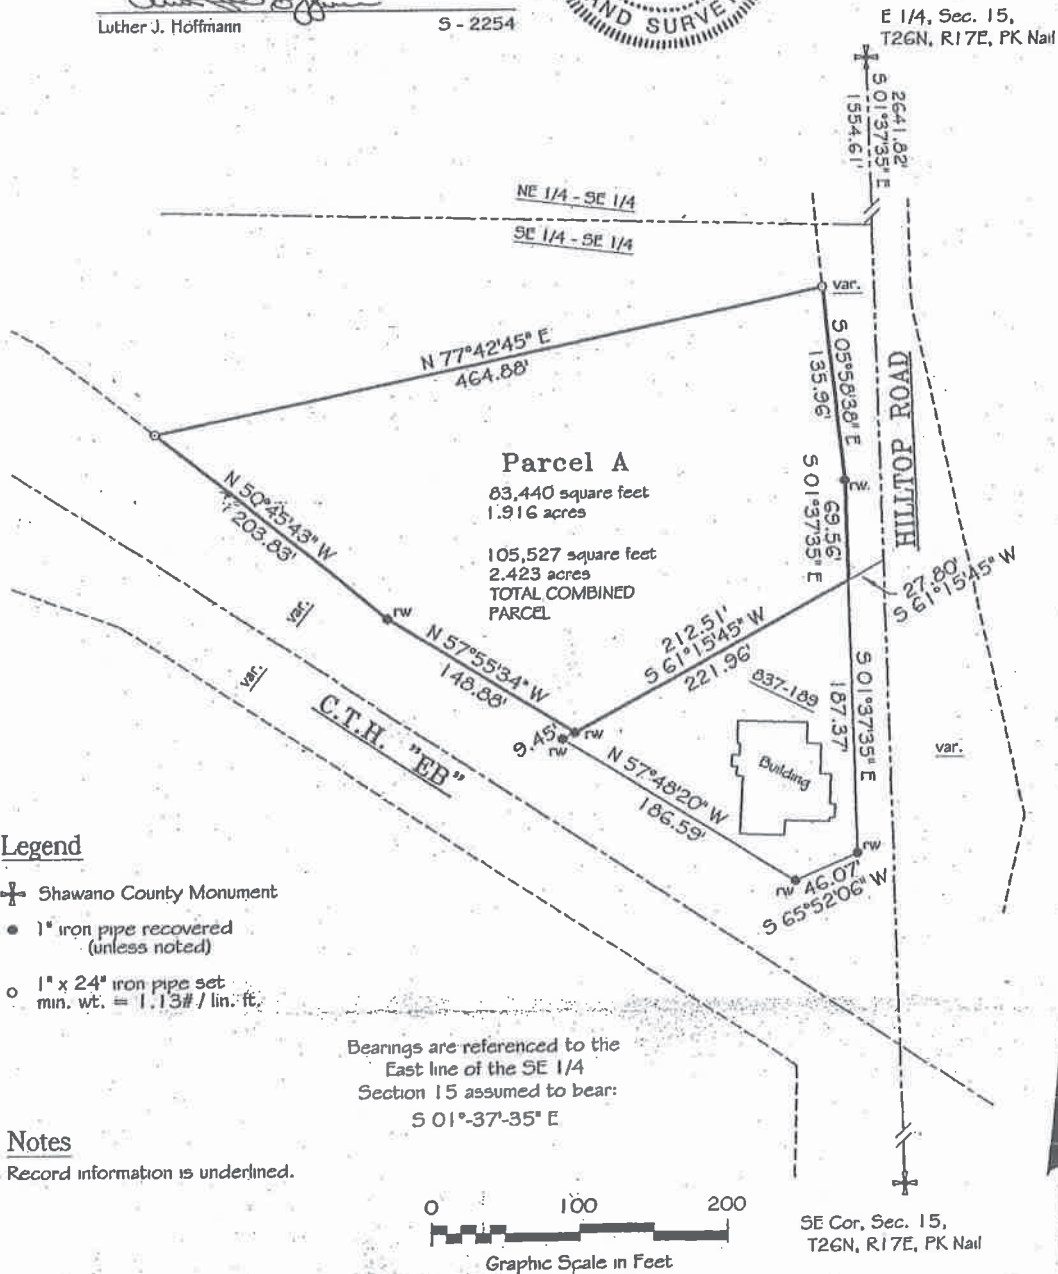 Luther J. Hoffmann
S - 2254
AND SURVEY
E 1/4, Sec. 15,
T26N, R17E, PK Nail
2641.82'
S 01°37'35" E
1554.61'
NE 1/4 - SE 1/4
SE 1/4 - SE 1/4
var.
N 77°42'45" E
464.88'
S 05°58'38" E
135.96'
HILLTOP ROAD
Parcel A
83,440 square feet
1.916 acres
105,527 square feet
2.423 acres
TOTAL COMBINED
PARCEL
rw.
69.56'
S 01°37'35" E
N 50°45'43" W
203.83'
rw
var.
var.
27.80'
S 61°15'45" W
212.51'
S 61°15'45" W
221.96'
N 57°55'34" W
148.88'
837-189
S 01°37'35" E
187.37'
C.T.H. "EB"
9.45'
rw
rw
N 57°48'20" W
186.59'
Building
var.
rw
rw
46.07'
S 65°52'06" W
Legend
Shawano County Monument
1" iron pipe recovered
(unless noted)
1" x 24" iron pipe set
min. wt. = 1.13# / lin. ft.
Bearings are referenced to the
East line of the SE 1/4
Section 15 assumed to bear:
S 01°-37'-35" E
Notes
Record information is underlined.
0 100 200
Graphic Scale in Feet
SE Cor, Sec. 15,
T26N, R17E, PK Nail